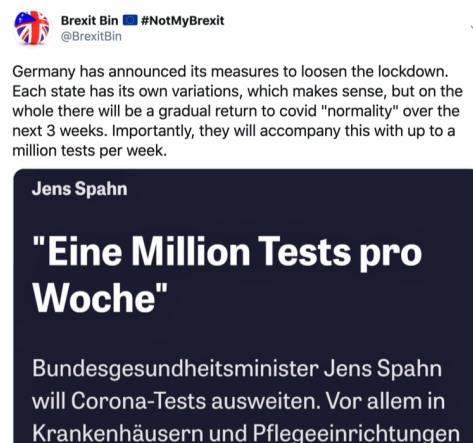 Brexit Bin 🇪🇺 #NotMyBrexit
@BrexitBin
Germany has announced its measures to loosen the lockdown.
Each state has its own variations, which makes sense, but on the
whole there will be a gradual return to covid "normality" over the
next 3 weeks. Importantly, they will accompany this with up to a
million tests per week.
Jens Spahn
"Eine Million Tests pro
Woche"
Bundesgesundheitsminister Jens Spahn
will Corona-Tests ausweiten. Vor allem in
Krankenhäusern und Pflegeeinrichtungen